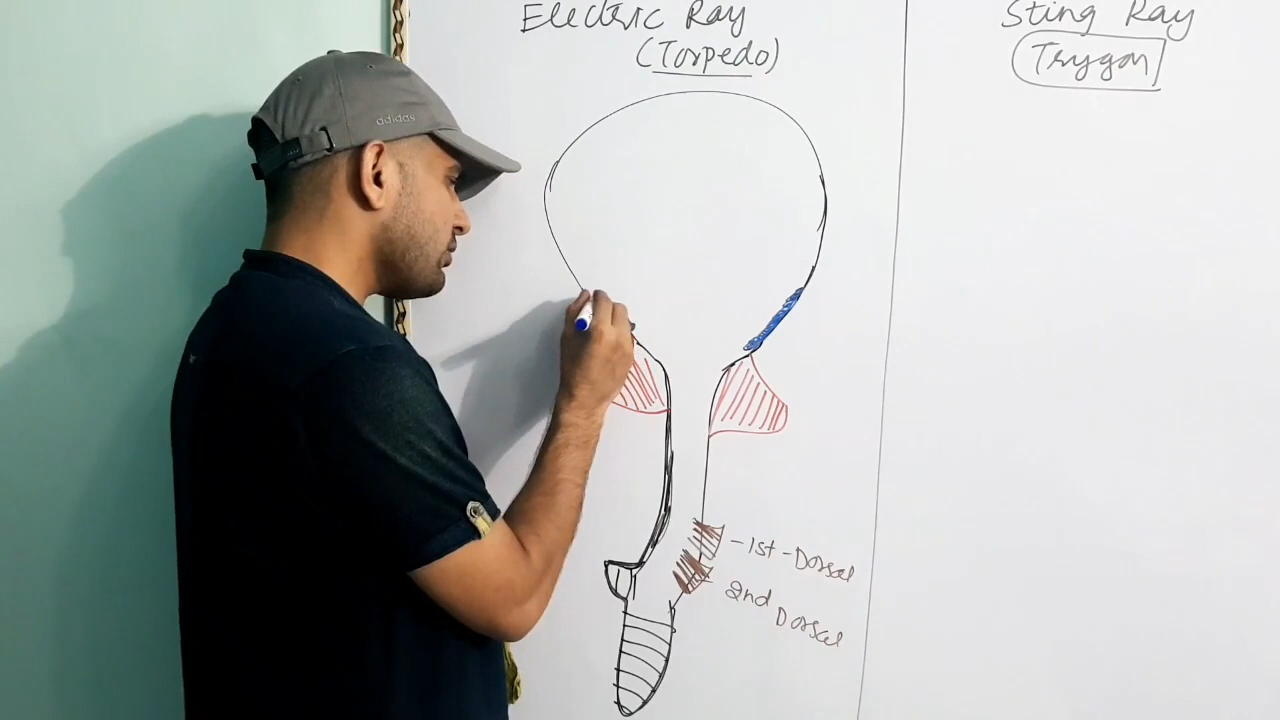 Electric Ray
(Torpedo)
Sting Ray
Trygon
adidas
-1st-Dorsal
2nd Dorsal